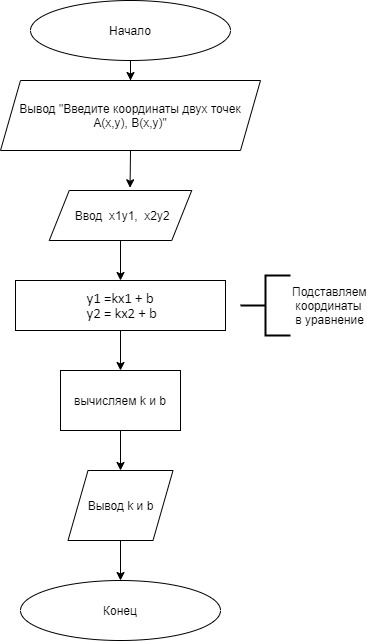 Начало
Вывод "Введите координаты двух точек
A(x,y), B(x,y)"
Ввод x1y1, x2y2
y1 =kx1 + b
y2 = kx2 + b
Подставляем
координаты
в уравнение
вычисляем k и b
Вывод k и b
Конец